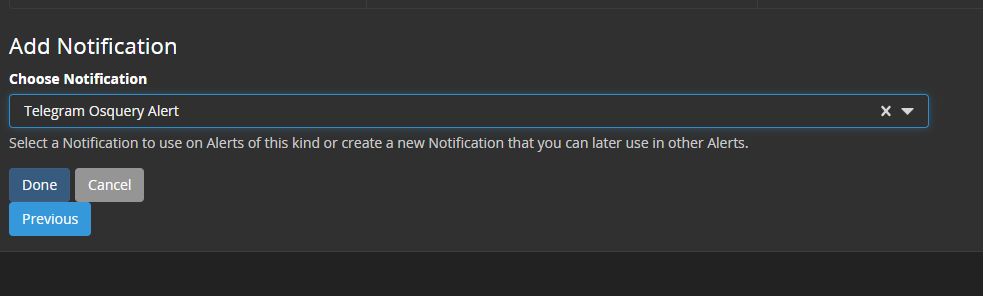 Add Notification
Choose Notification
Telegram Osquery Alert
Select a Notification to use on Alerts of this kind or create a new Notification that you can later use in other Alerts.
Done Cancel
Previous